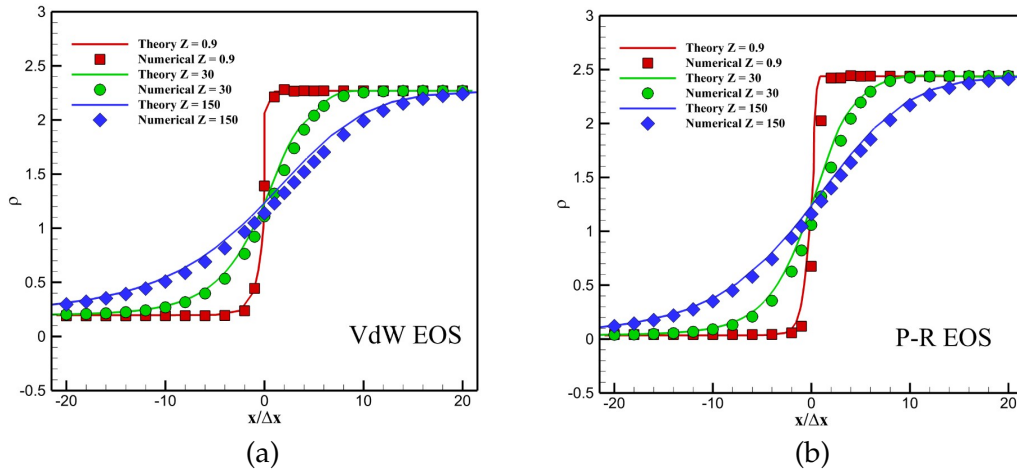 3
2.5
2
1.5
1
0.5
0
-0.5
ρ
Theory Z = 0.9
Numerical Z = 0.9
Theory Z = 30
Numerical Z = 30
Theory Z = 150
Numerical Z = 150
VdW EOS
-20 -10 0 10 20
x/Δx
(a)
3
2.5
2
1.5
1
0.5
0
-0.5
ρ
Theory Z = 0.9
Numerical Z = 0.9
Theory Z = 30
Numerical Z = 30
Theory Z = 150
Numerical Z = 150
P-R EOS
-20 -10 0 10 20
x/Δx
(b)